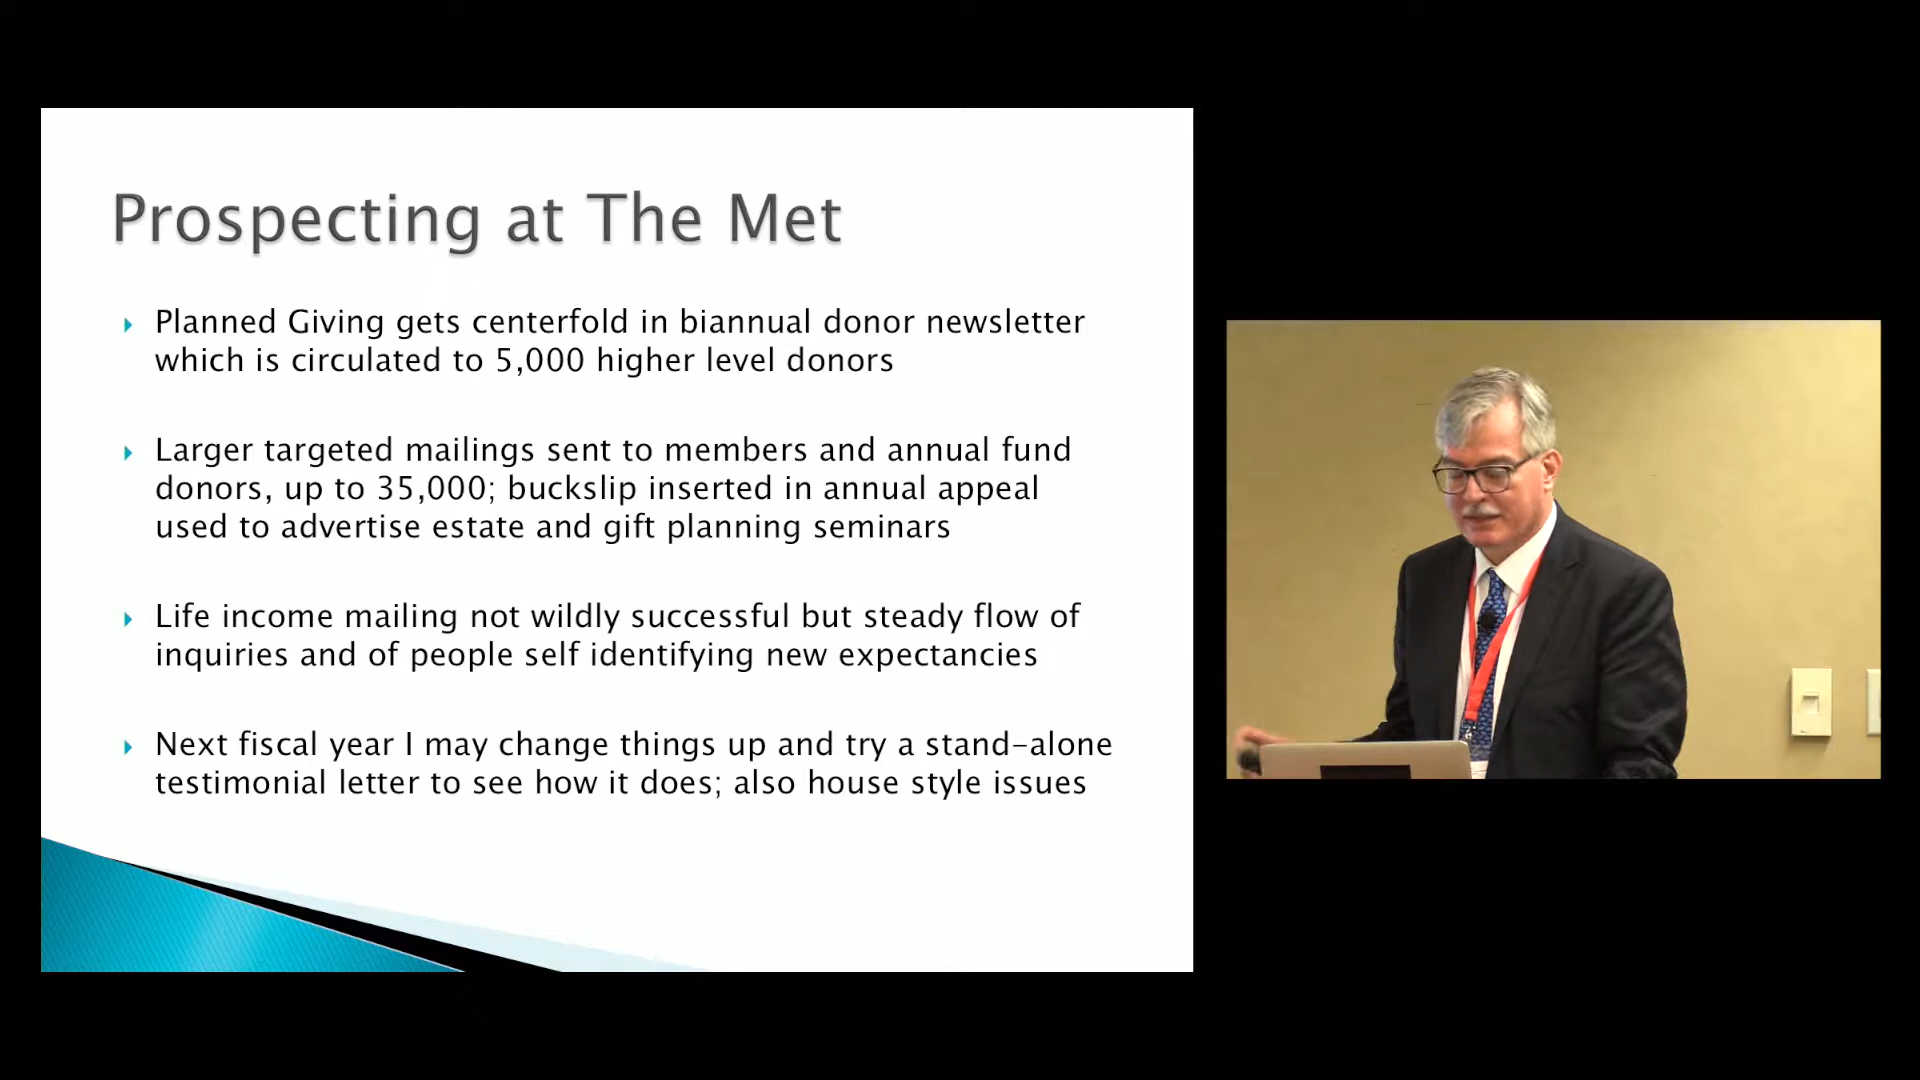 Prospecting at The Met
Planned Giving gets centerfold in biannual donor newsletter
which is circulated to 5,000 higher level donors
Larger targeted mailings sent to members and annual fund
donors, up to 35,000; buckslip inserted in annual appeal
used to advertise estate and gift planning seminars
Life income mailing not wildly successful but steady flow of
inquiries and of people self identifying new expectancies
Next fiscal year I may change things up and try a stand-alone
testimonial letter to see how it does; also house style issues